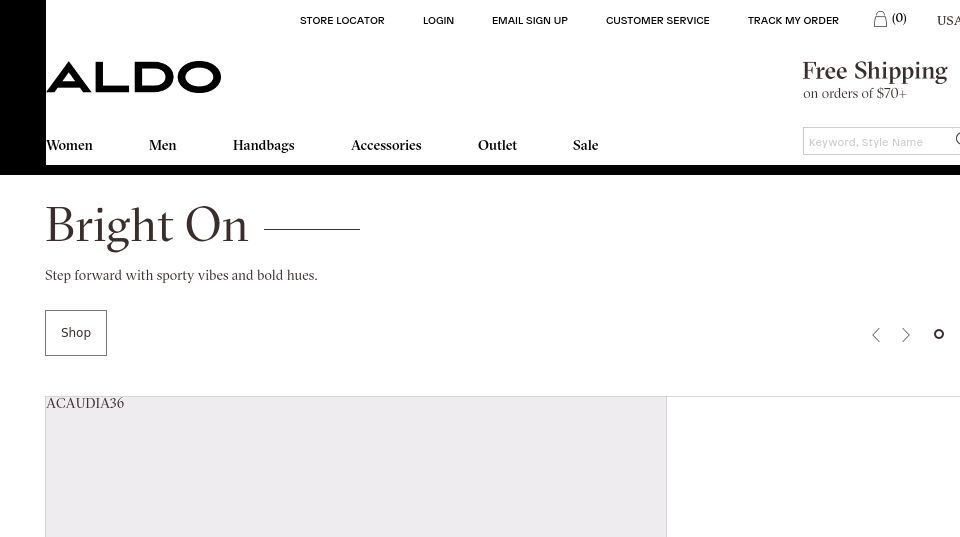 STORE LOCATOR LOGIN EMAIL SIGN UP CUSTOMER SERVICE TRACK MY ORDER (0) USA
ALDO
Free Shipping
on orders of $70+
Women Men Handbags Accessories Outlet Sale
Keyword, Style Name
Bright On
Step forward with sporty vibes and bold hues.
Shop
ACAUDIA36